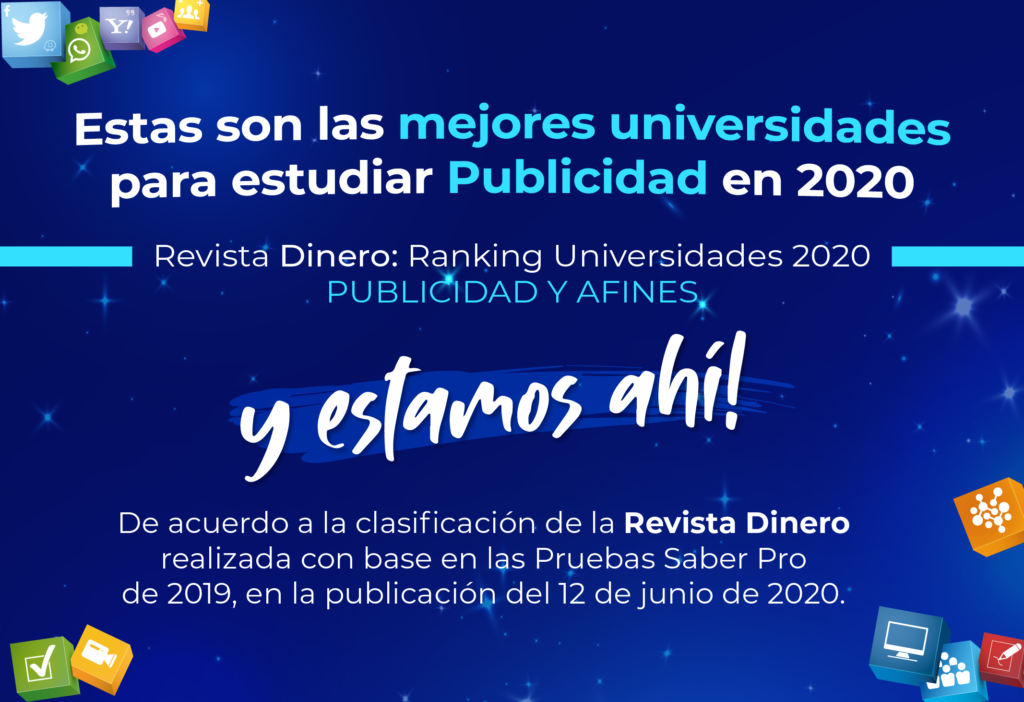 Y!
Estas son las mejores universidades
para estudiar Publicidad en 2020
Revista Dinero: Ranking Universidades 2020
PUBLICIDAD Y AFINES
y estamos ahí!
De acuerdo a la clasificación de la Revista Dinero
realizada con base en las Pruebas Saber Pro
de 2019, en la publicación del 12 de junio de 2020.